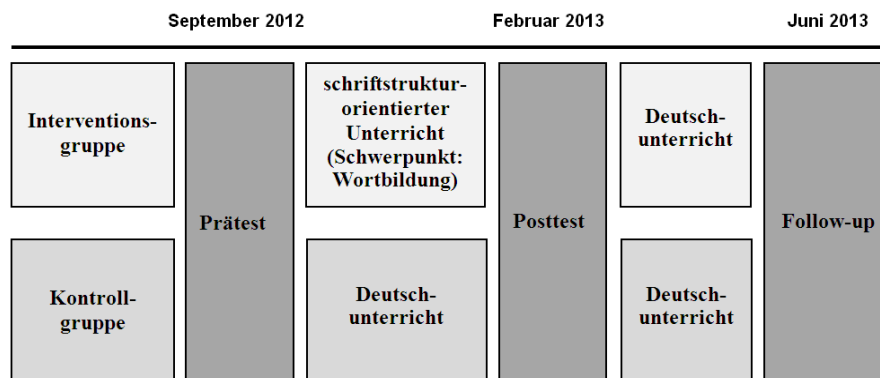 September 2012
Februar 2013
Juni 2013
Interventions-
gruppe
Prätest
schriftstruktur-
orientierter
Unterricht
(Schwerpunkt:
Wortbildung)
Posttest
Deutsch-
unterricht
Follow-up
Kontroll-
gruppe
Deutsch-
unterricht
Deutsch-
unterricht